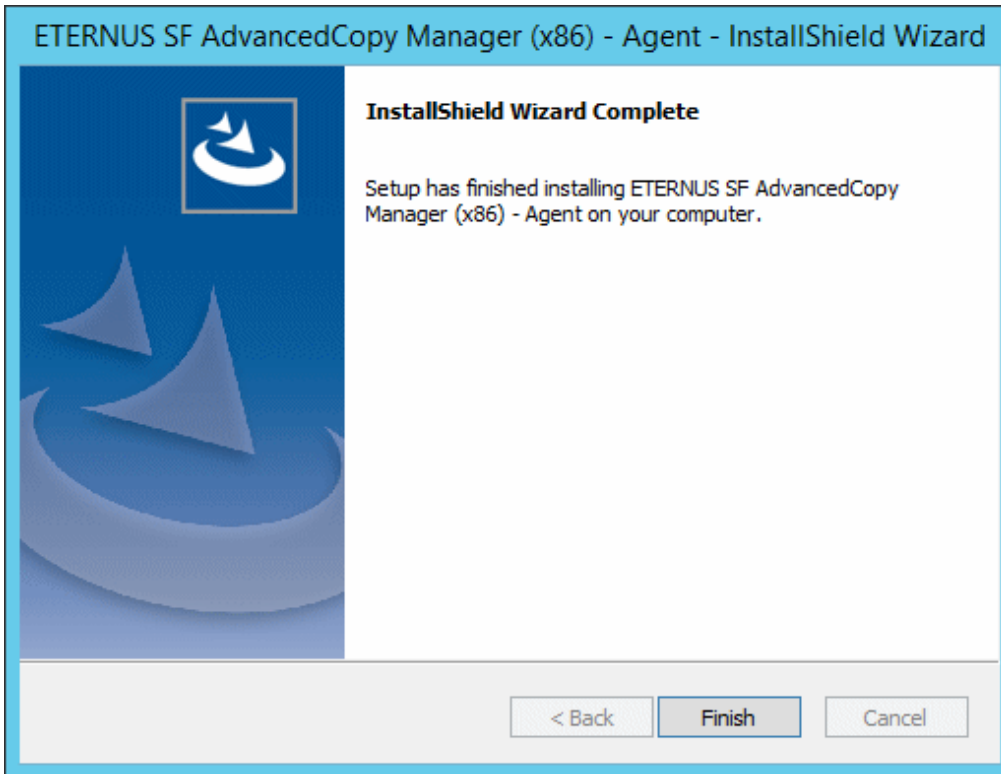 ETERNUS SF AdvancedCopy Manager (x86) - Agent - InstallShield Wizard
InstallShield Wizard Complete
Setup has finished installing ETERNUS SF AdvancedCopy
Manager (x86) - Agent on your computer.
< Back Finish Cancel